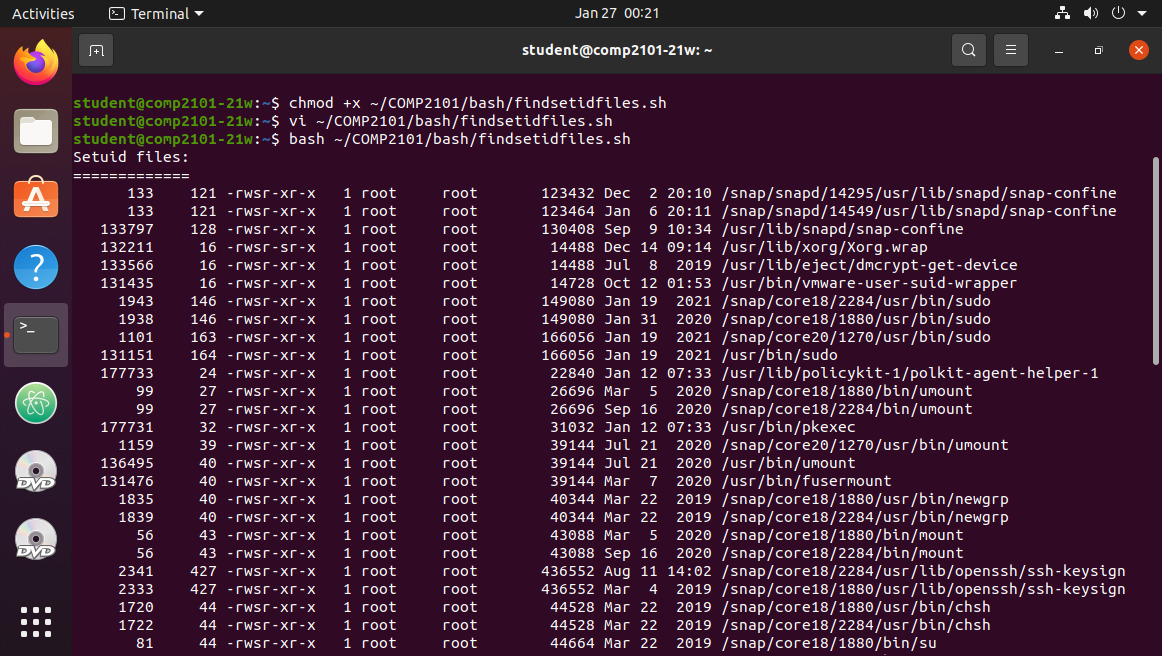 Activities Terminal Jan 27 00:21
student@comp2101-21w: ~
student@comp2101-21w:~$ chmod +x ~/COMP2101/bash/findsetidfiles.sh
student@comp2101-21w:~$ vi ~/COMP2101/bash/findsetidfiles.sh
student@comp2101-21w:~$ bash ~/COMP2101/bash/findsetidfiles.sh
Setuid files:
=============
133 121 -rwsr-xr-x 1 root root 123432 Dec 2 20:10 /snap/snapd/14295/usr/lib/snapd/snap-confine
133 121 -rwsr-xr-x 1 root root 123464 Jan 6 20:11 /snap/snapd/14549/usr/lib/snapd/snap-confine
133797 128 -rwsr-xr-x 1 root root 130408 Sep 9 10:34 /usr/lib/snapd/snap-confine
132211 16 -rwsr-sr-x 1 root root 14488 Dec 14 09:14 /usr/lib/xorg/Xorg.wrap
133566 16 -rwsr-xr-x 1 root root 14488 Jul 8 2019 /usr/lib/eject/dmcrypt-get-device
131435 16 -rwsr-xr-x 1 root root 14728 Oct 12 01:53 /usr/bin/vmware-user-suid-wrapper
1943 146 -rwsr-xr-x 1 root root 149080 Jan 19 2021 /snap/core18/2284/usr/bin/sudo
1938 146 -rwsr-xr-x 1 root root 149080 Jan 31 2020 /snap/core18/1880/usr/bin/sudo
1101 163 -rwsr-xr-x 1 root root 166056 Jan 19 2021 /snap/core20/1270/usr/bin/sudo
131151 164 -rwsr-xr-x 1 root root 166056 Jan 19 2021 /usr/bin/sudo
177733 24 -rwsr-xr-x 1 root root 22840 Jan 12 07:33 /usr/lib/policykit-1/polkit-agent-helper-1
99 27 -rwsr-xr-x 1 root root 26696 Mar 5 2020 /snap/core18/1880/bin/umount
99 27 -rwsr-xr-x 1 root root 26696 Sep 16 2020 /snap/core18/2284/bin/umount
177731 32 -rwsr-xr-x 1 root root 31032 Jan 12 07:33 /usr/bin/pkexec
1159 39 -rwsr-xr-x 1 root root 39144 Jul 21 2020 /snap/core20/1270/usr/bin/umount
136495 40 -rwsr-xr-x 1 root root 39144 Jul 21 2020 /usr/bin/umount
131476 40 -rwsr-xr-x 1 root root 39144 Mar 7 2020 /usr/bin/fusermount
1835 40 -rwsr-xr-x 1 root root 40344 Mar 22 2019 /snap/core18/1880/usr/bin/newgrp
1839 40 -rwsr-xr-x 1 root root 40344 Mar 22 2019 /snap/core18/2284/usr/bin/newgrp
56 43 -rwsr-xr-x 1 root root 43088 Mar 5 2020 /snap/core18/1880/bin/mount
56 43 -rwsr-xr-x 1 root root 43088 Sep 16 2020 /snap/core18/2284/bin/mount
2341 427 -rwsr-xr-x 1 root root 436552 Aug 11 14:02 /snap/core18/2284/usr/lib/openssh/ssh-keysign
2333 427 -rwsr-xr-x 1 root root 436552 Mar 4 2019 /snap/core18/1880/usr/lib/openssh/ssh-keysign
1720 44 -rwsr-xr-x 1 root root 44528 Mar 22 2019 /snap/core18/1880/usr/bin/chsh
1722 44 -rwsr-xr-x 1 root root 44528 Mar 22 2019 /snap/core18/2284/usr/bin/chsh
81 44 -rwsr-xr-x 1 root root 44664 Mar 22 2019 /snap/core18/1880/bin/su
?
>_
DVD
DVD